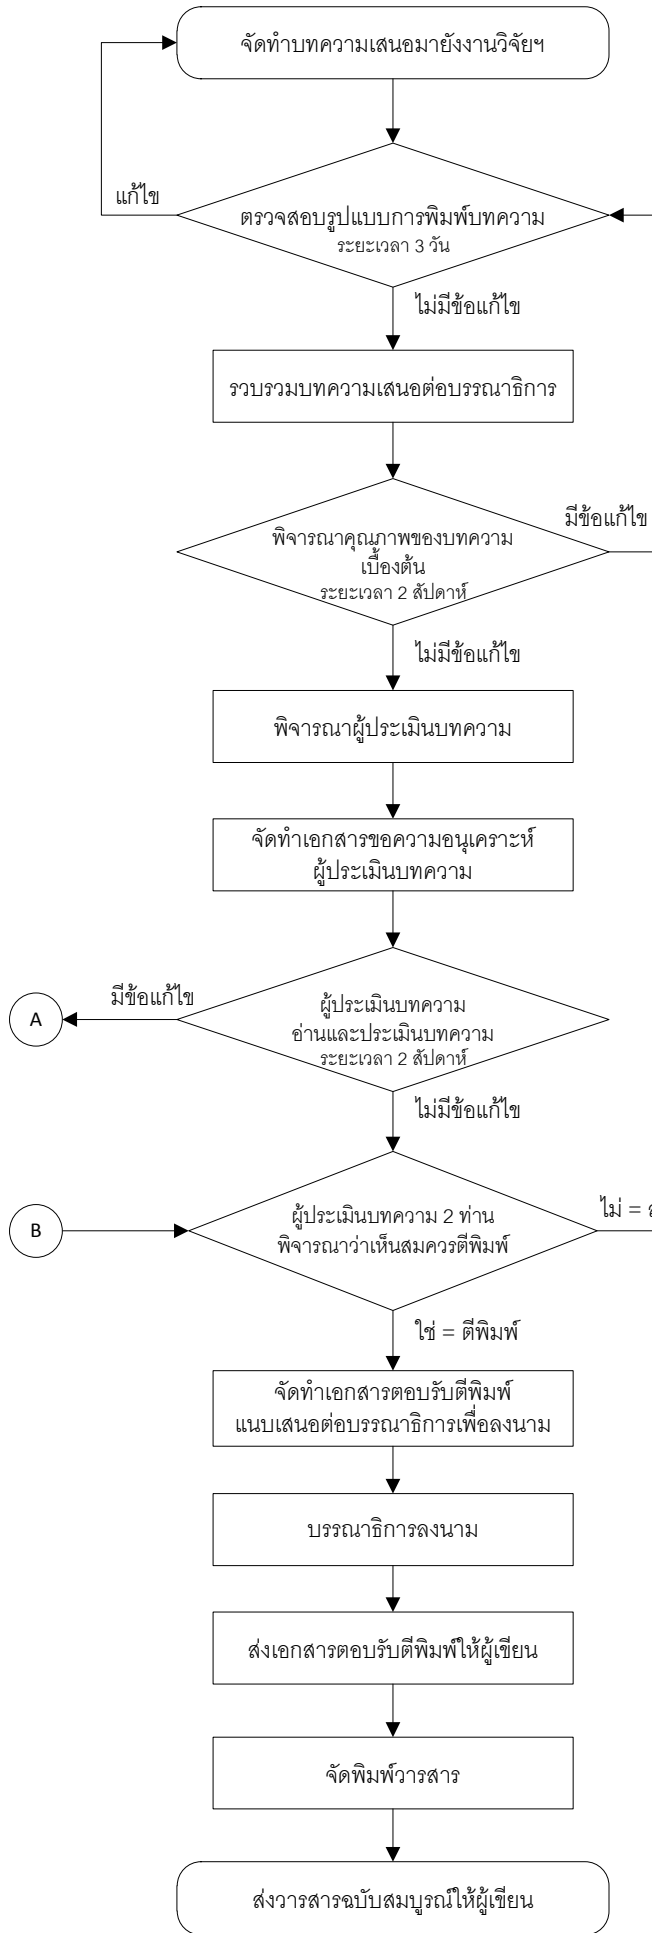 จัดทำบทความเสนอมายังงานวิจัยฯ
แก้ไข
ตรวจสอบรูปแบบการพิมพ์บทความ
ระยะเวลา 3 วัน
ไม่มีข้อแก้ไข
รวบรวมบทความเสนอต่อบรรณาธิการ
มีข้อแก้ไข
พิจารณาคุณภาพของบทความ
เบื้องต้น
ระยะเวลา 2 สัปดาห์
ไม่มีข้อแก้ไข
พิจารณาผู้ประเมินบทความ
จัดทำเอกสารขอความอนุเคราะห์
ผู้ประเมินบทความ
A
มีข้อแก้ไข
ผู้ประเมินบทความ
อ่านและประเมินบทความ
ระยะเวลา 2 สัปดาห์
ไม่มีข้อแก้ไข
B
ผู้ประเมินบทความ 2 ท่าน
พิจารณาว่าเห็นสมควรตีพิมพ์
ไม่ =
ใช่ = ตีพิมพ์
จัดทำเอกสารตอบรับตีพิมพ์
แนบเสนอต่อบรรณาธิการเพื่อลงนาม
บรรณาธิการลงนาม
ส่งเอกสารตอบรับตีพิมพ์ให้ผู้เขียน
จัดพิมพ์วารสาร
ส่งวารสารฉบับสมบูรณ์ให้ผู้เขียน